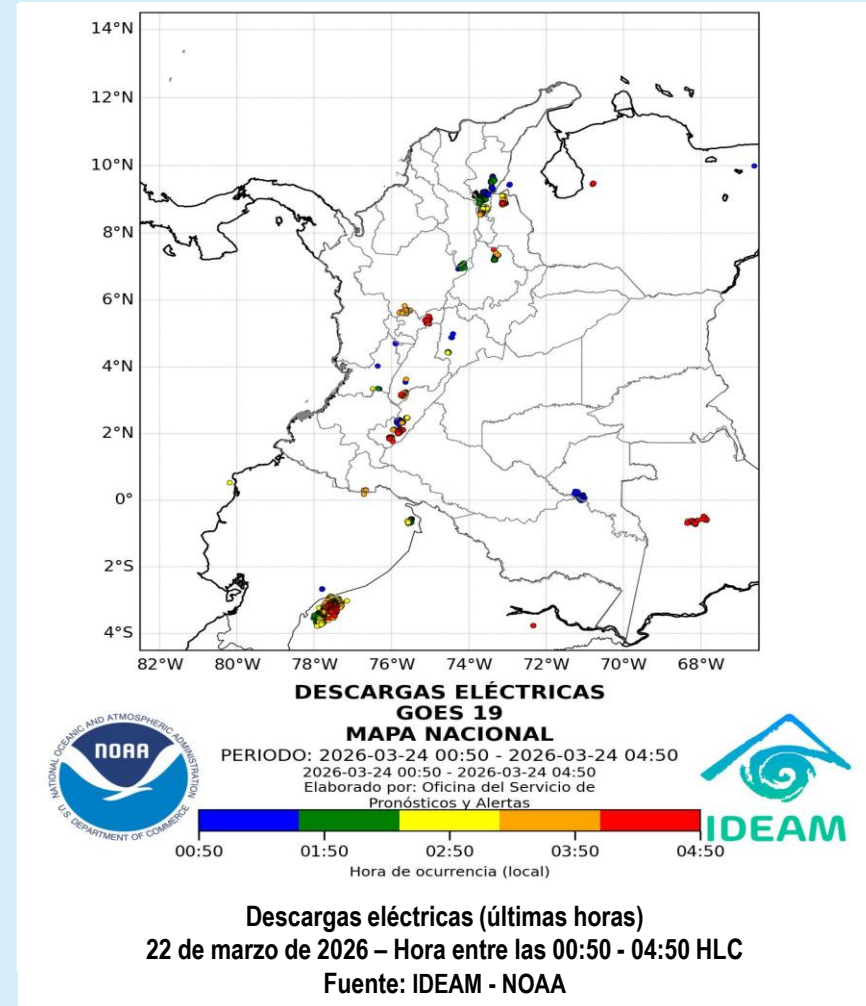 14°N
12°N
10°N
8°N
6°N
4°N
2°N
0°
2°S
4°S
82°W 80°W 78°W 76°W 74°W 72°W 70°W 68°W
DESCARGAS ELÉCTRICAS
GOES 19
MAPA NACIONAL
PERIODO: 2026-03-24 00:50 - 2026-03-24 04:50
2026-03-24 00:50 - 2026-03-24 04:50
Elaborado por: Oficina del Servicio de
Pronósticos y Alertas
NATIONAL OCEANIC AND ATMOSPHERIC ADMINISTRATION
NOAA
U.S. DEPARTMENT OF COMMERCE
IDEAM
00:50 01:50 02:50 03:50 04:50
Hora de ocurrencia (local)
Descargas eléctricas (últimas horas)
22 de marzo de 2026 – Hora entre las 00:50 - 04:50 HLC
Fuente: IDEAM - NOAA